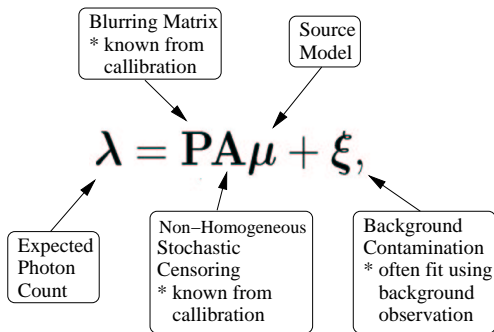 Blurring Matrix
* known from
callibration
Source
Model
λ = PAμ + ξ,
Expected
Photon
Count
Non-Homogeneous
Stochastic
Censoring
* known from
callibration
Background
Contamination
* often fit using
background
observation